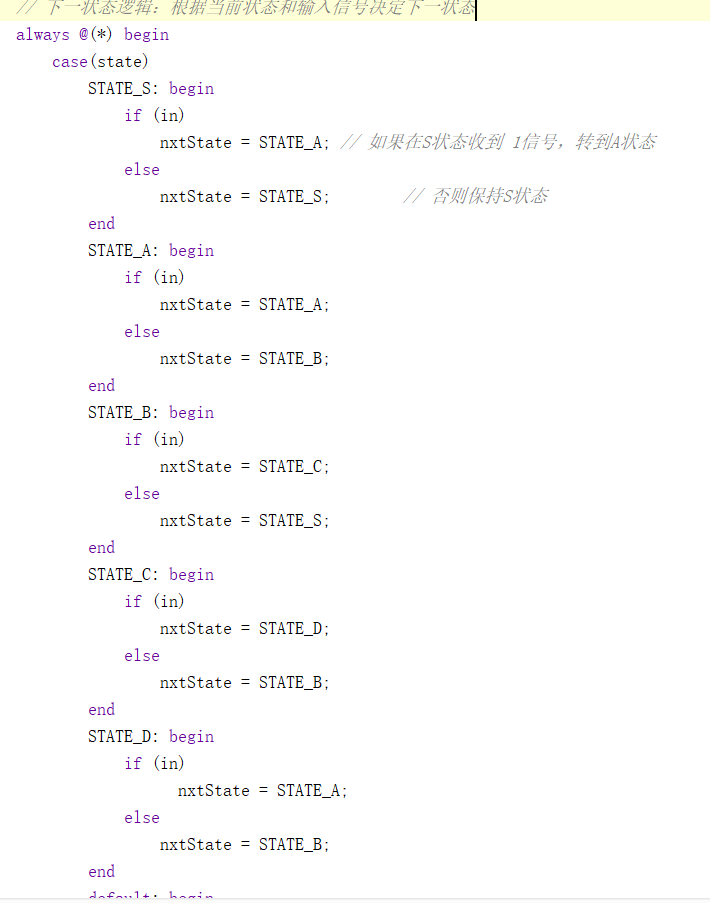 // 下一状态逻辑：根据当前状态和输入信号决定下一状态
always @(*) begin
    case(state)
        STATE_S: begin
            if (in)
                nxtState = STATE_A; // 如果在S状态收到 1信号，转到A状态
            else
                nxtState = STATE_S;        // 否则保持S状态
        end
        STATE_A: begin
            if (in)
                nxtState = STATE_A;
            else
                nxtState = STATE_B;
        end
        STATE_B: begin
            if (in)
                nxtState = STATE_C;
            else
                nxtState = STATE_S;
        end
        STATE_C: begin
            if (in)
                nxtState = STATE_D;
            else
                nxtState = STATE_B;
        end
        STATE_D: begin
            if (in)
                  nxtState = STATE_A;
            else
                nxtState = STATE_B;
        end
        default: begin